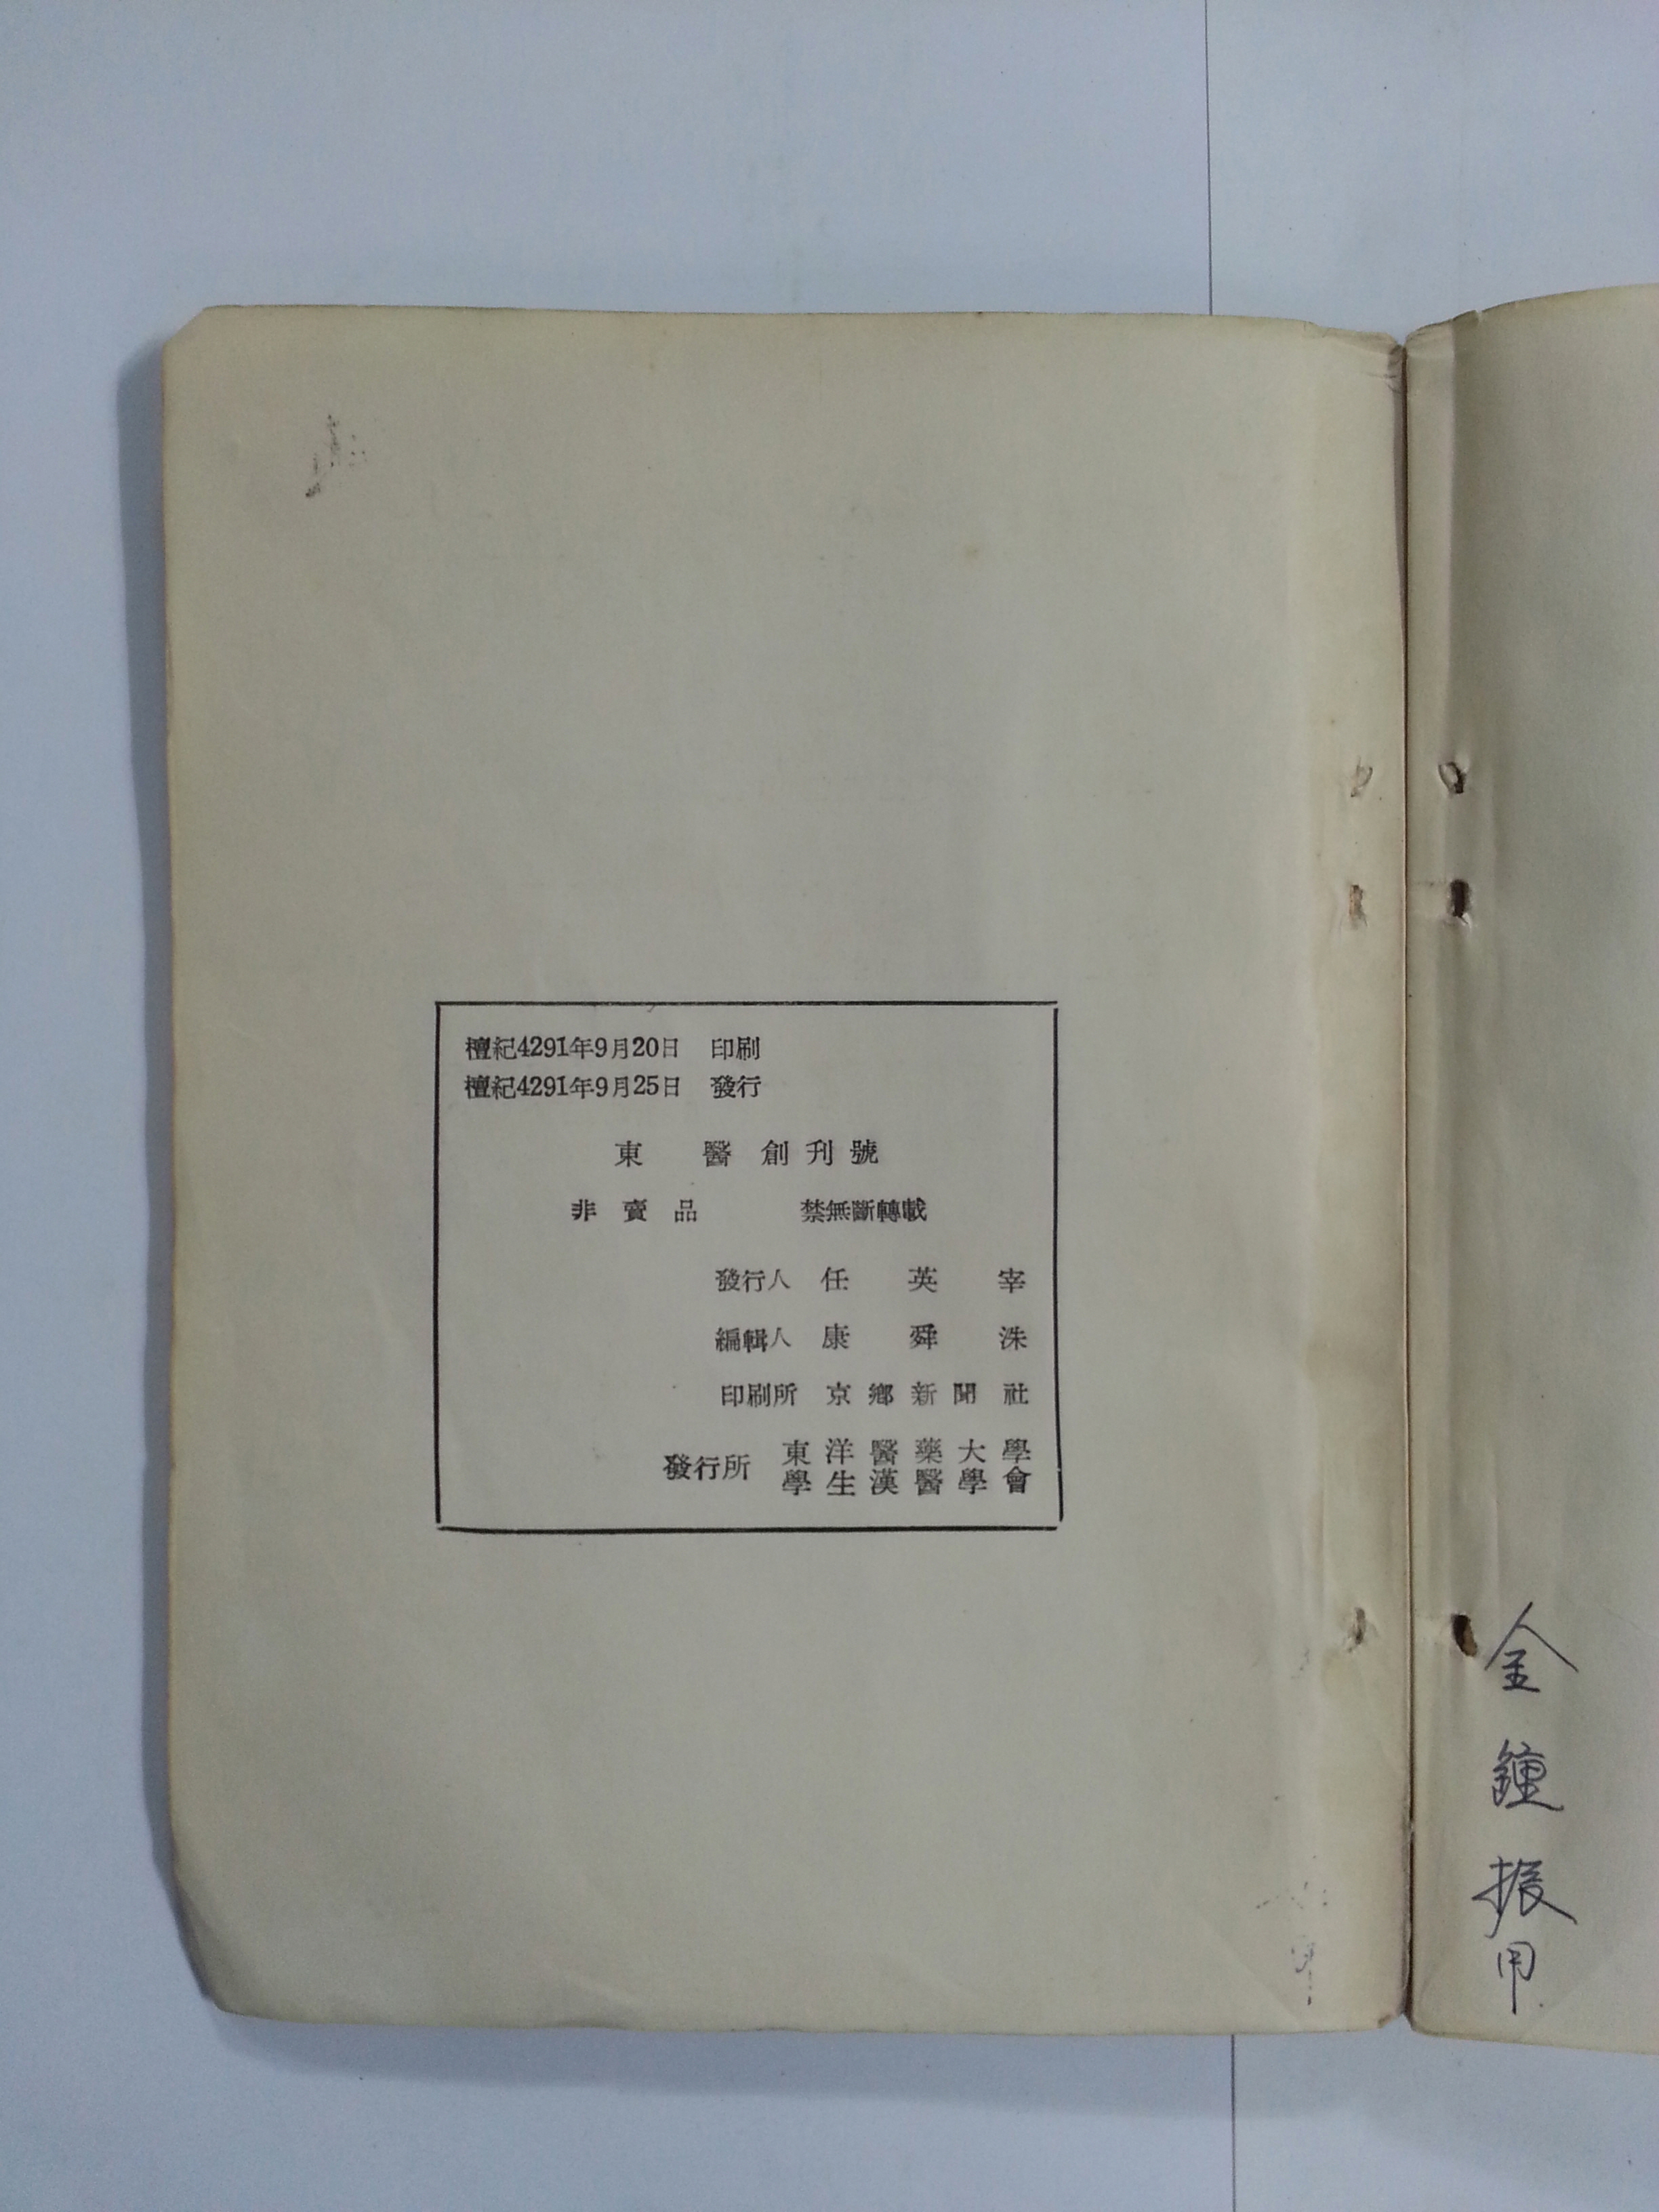 檀紀4291年9月20日 印刷
檀紀4291年9月25日 發行
東 醫 創刊號
非賣品 禁無斷轉載
發行人 任英宰
編輯人 康舜洙
印刷所 京鄉新聞社
發行所 東洋醫藥大學
學生漢醫學會
金鍾振用